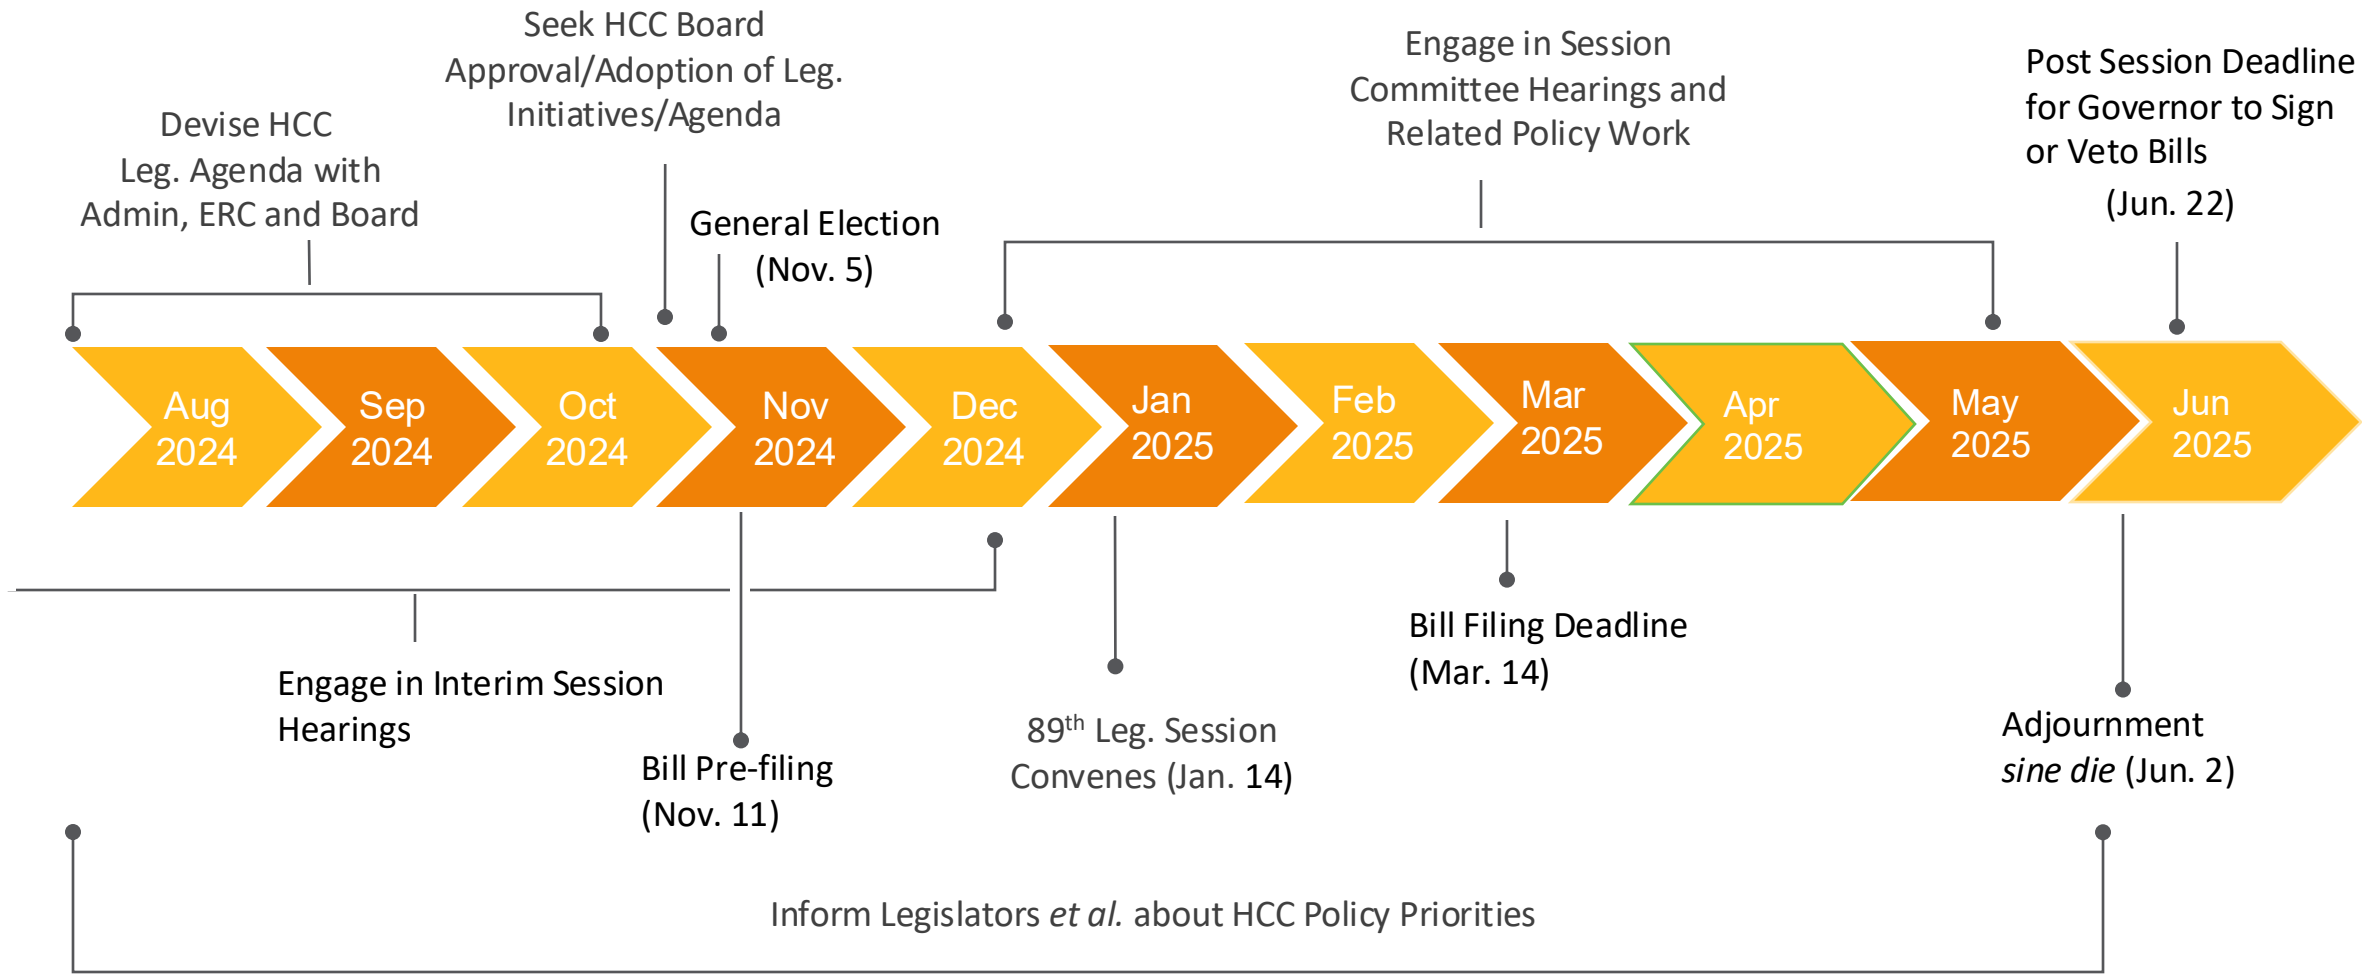 Seek HCC Board
Approval/Adoption of Leg.
Initiatives/Agenda
Engage in Session
Committee Hearings and
Related Policy Work
Post Session Deadline
for Governor to Sign
or Veto Bills
(Jun. 22)
Devise HCC
Leg. Agenda with
Admin, ERC and Board
General Election
(Nov. 5)
Aug
2024
Sep
2024
Oct
2024
Nov
2024
Dec
2024
Jan
2025
Feb
2025
Mar
2025
Apr
2025
May
2025
Jun
2025
Engage in Interim Session
Hearings
Bill Pre-filing
(Nov. 11)
89th Leg. Session
Convenes (Jan. 14)
Bill Filing Deadline
(Mar. 14)
Adjournment
sine die (Jun. 2)
Inform Legislators et al. about HCC Policy Priorities